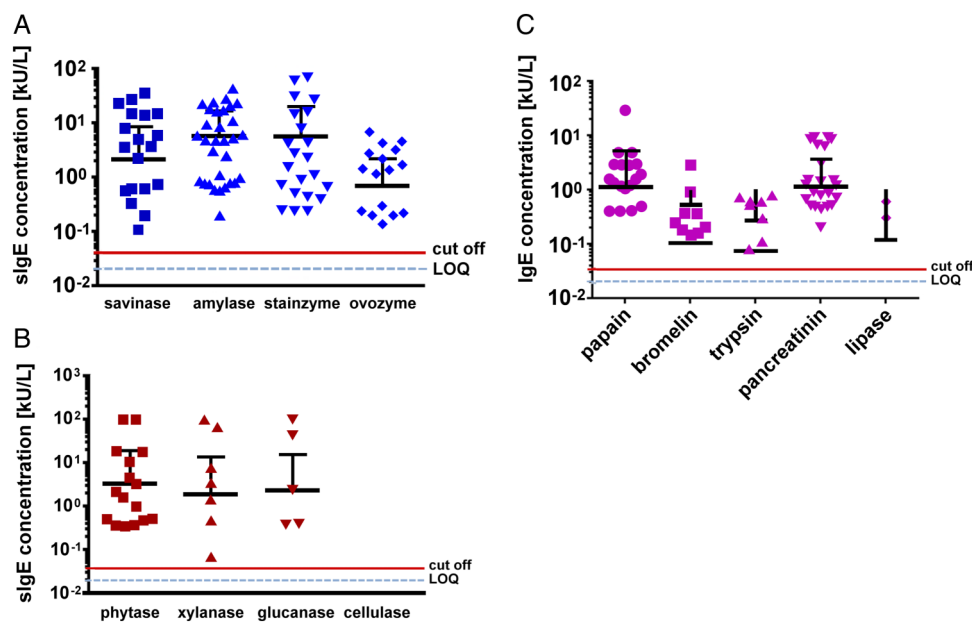 A
sIgE concentration [kU/L]
10²
10¹
10⁰
10⁻¹
10⁻²
cut off
LOQ
savinase amylase stainzyme ovozyme
B
sIgE concentration [kU/L]
10³
10²
10¹
10⁰
10⁻¹
10⁻²
cut off
LOQ
phytase xylanase glucanase cellulase
C
IgE concentration [kU/L]
10²
10¹
10⁰
10⁻¹
10⁻²
cut off
LOQ
papain
bromelin
trypsin
pancreatinin
lipase